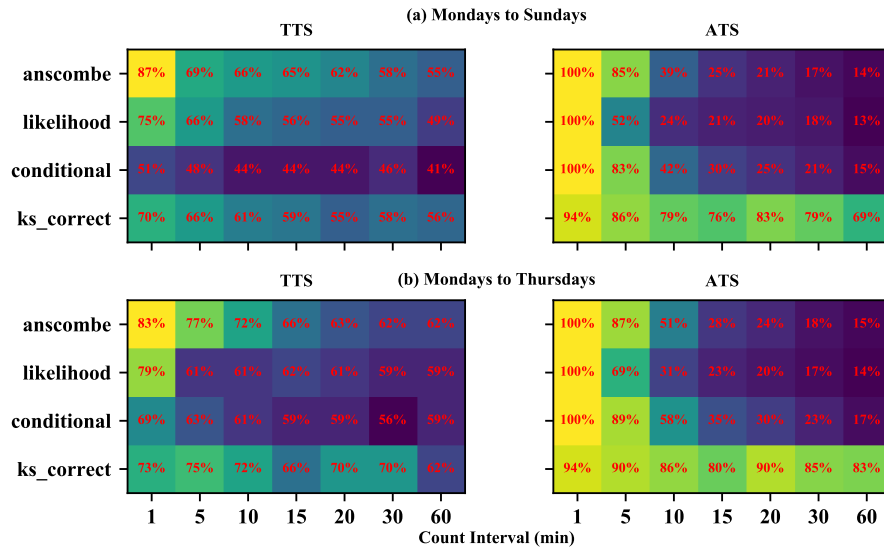 (a) Mondays to Sundays
TTS ATS
anscombe 87% 69% 66% 65% 62% 58% 55% 100% 85% 39% 25% 21% 17% 14%
likelihood 75% 66% 58% 56% 55% 55% 49% 100% 52% 24% 21% 20% 18% 13%
conditional 51% 48% 44% 44% 44% 46% 41% 100% 83% 42% 25% 21% 15%
ks_correct 70% 66% 61% 59% 55% 58% 56% 94% 86% 79% 76% 83% 79% 69%
(b) Mondays to Thursdays
TTS ATS
anscombe 83% 77% 72% 66% 63% 62% 62% 100% 87% 51% 28% 24% 18% 15%
likelihood 79% 61% 61% 62% 61% 59% 59% 100% 69% 31% 23% 20% 17% 14%
conditional 69% 63% 61% 59% 59% 56% 59% 100% 89% 58% 30% 23% 17%
ks_correct 73% 75% 72% 66% 70% 70% 62% 94% 90% 86% 80% 90% 85% 83%
1 5 10 15 20 30 60 1 5 10 15 20 30 60
Count Interval (min)